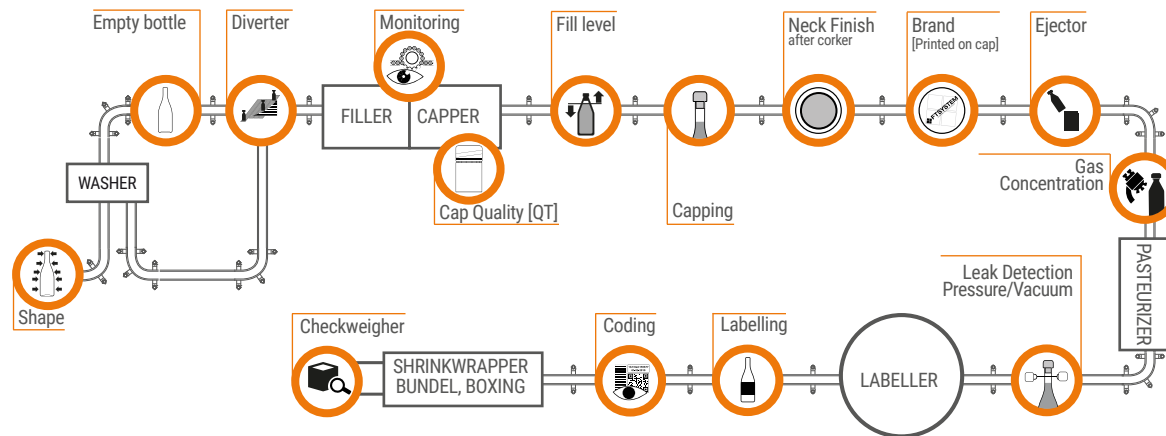 Empty bottle
Diverter
Monitoring
Fill level
Neck Finish
after corker
Brand
[Printed on cap]
Ejector
FILLER
CAPPER
FTSYSTEM
WASHER
Gas
Concentration
Cap Quality [QT]
Capping
PASTEURIZER
Leak Detection
Pressure/Vacuum
Shape
Checkweigher
Coding
Labelling
SHRINKWRAPPER
BUNDEL, BOXING
LABELLER